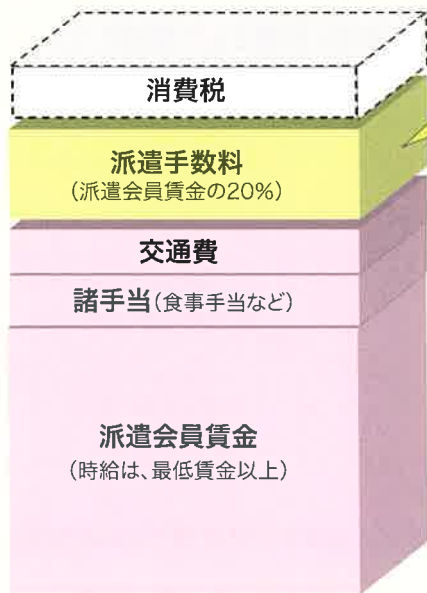 消費税
派遣手数料
（派遣会員賃金の20%）
交通費
諸手当（食事手当など）
派遣会員賃金
（時給は、最低賃金以上）